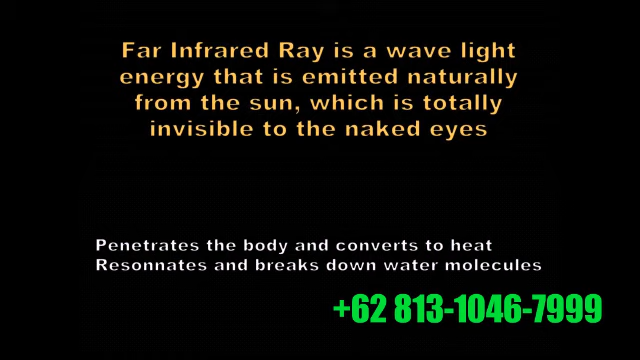 Far Infrared Ray is a wave light
energy that is emitted naturally
from the sun, which is totally
invisible to the naked eyes
Penetrates the body and converts to heat
Resonnates and breaks down water molecules
+62 813-1046-7999